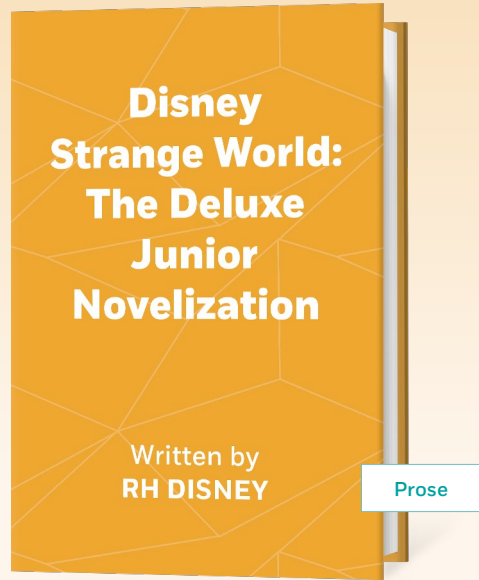 Disney
Strange World:
The Deluxe
Junior
Novelization
Written by
RH DISNEY
Prose